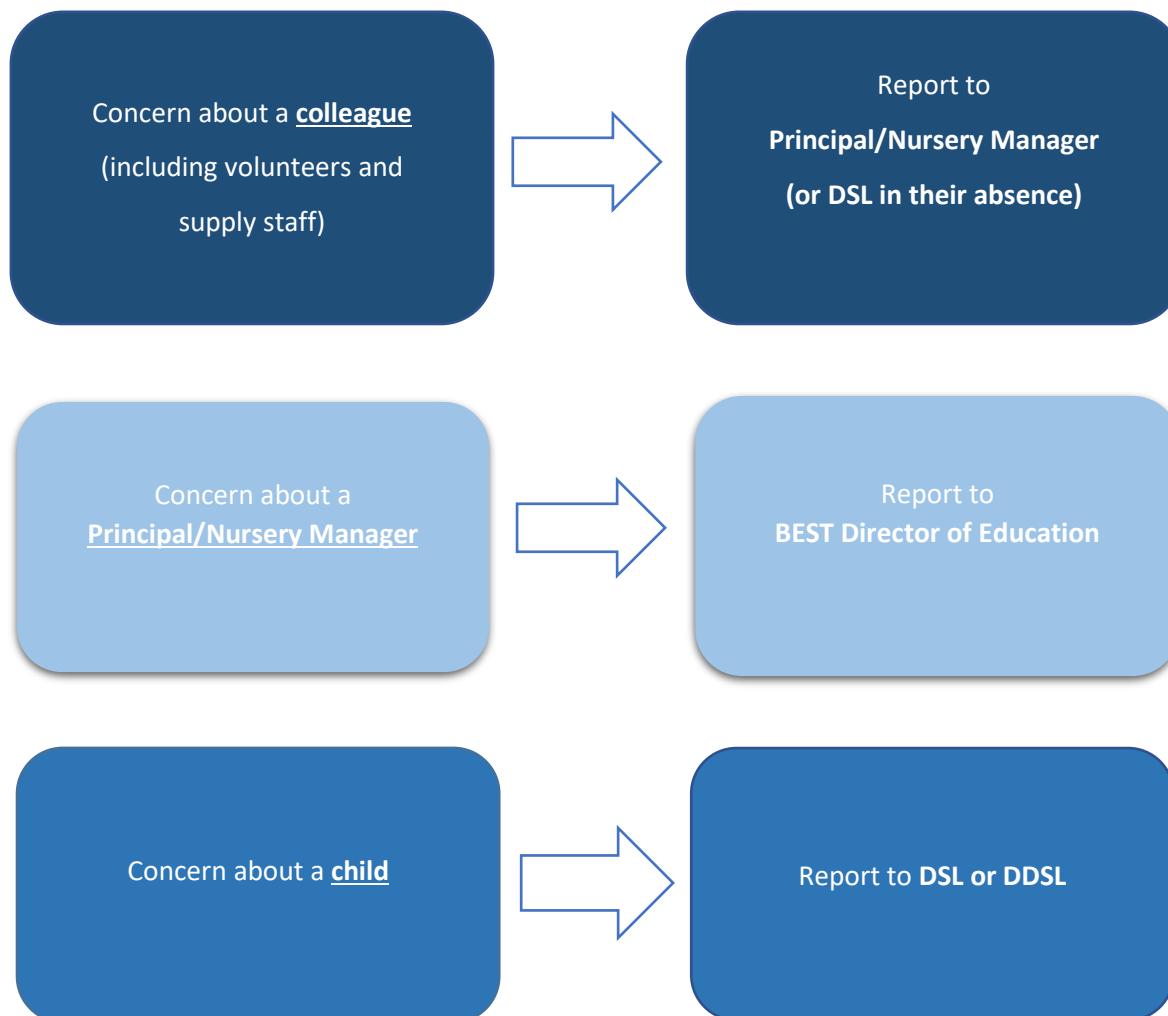 Concern about a colleague
(including volunteers and
supply staff)
Report to
Principal/Nursery Manager
(or DSL in their absence)
Concern about a
Principal/Nursery Manager
Report to
BEST Director of Education
Concern about a child
Report to DSL or DDSL